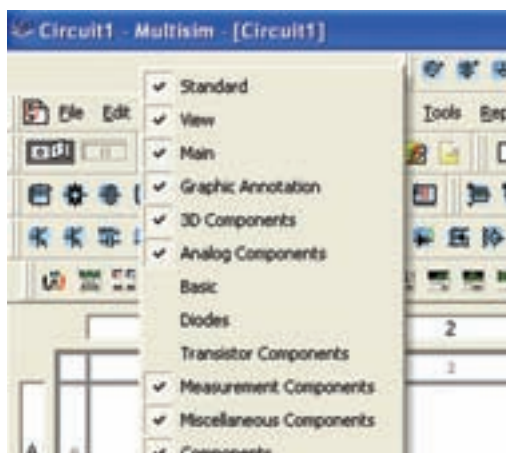 Circuit1 - Multisim - [Circuit1]
Standard
File Edit Tools
View
Main
Graphic Annotation
3D Components
Analog Components
Basic
Diodes
2
Transistor Components
Measurement Components
Miscellaneous Components
A
Components